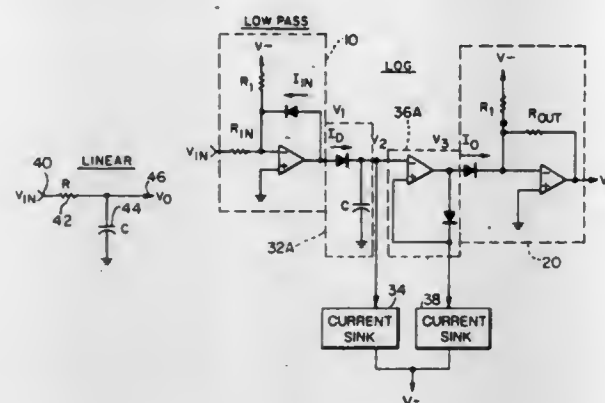 LOW PASS
10
LOG
V-
R1
IIN
VIN
RIN
V1
ID
V2
36A
V3
IO
V-
R1
ROUT
C
32A
20
LINEAR
40
VIN
R
42
44
C
46
VO
34
CURRENT
SINK
38
CURRENT
SINK
V-